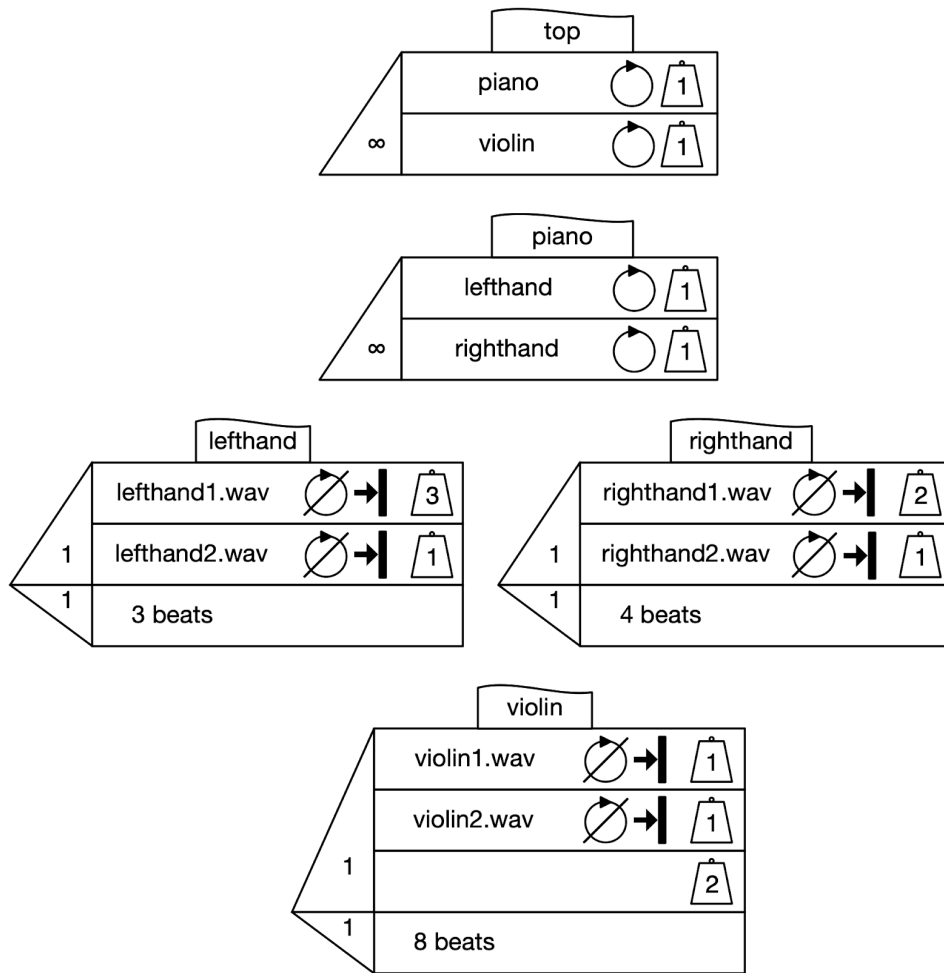 top
piano 1
∞ violin 1
piano
lefthand 1
∞ righthand 1
lefthand
lefthand1.wav 3
1 lefthand2.wav 1
1 3 beats
righthand
righthand1.wav 2
1 righthand2.wav 1
1 4 beats
violin
violin1.wav 1
violin2.wav 1
1 2
1 8 beats